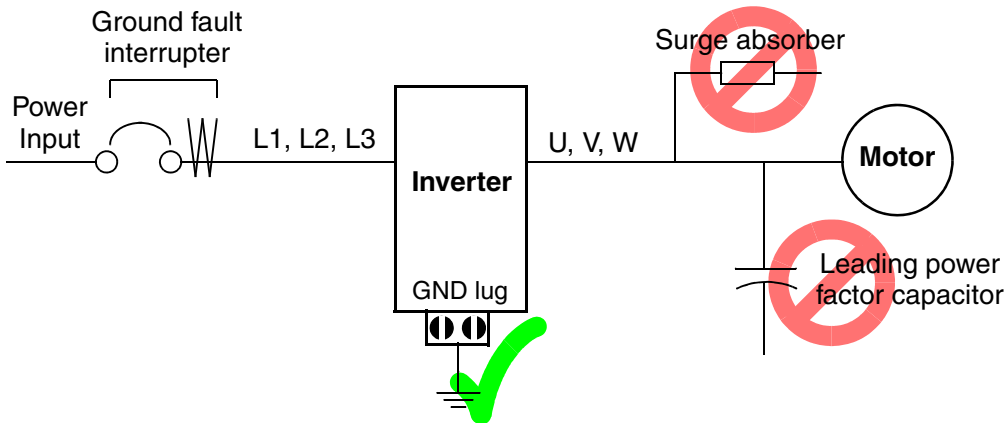 Ground fault
interrupter
Surge absorber
Power
Input
L1, L2, L3
U, V, W
Motor
Inverter
GND lug
Leading power
factor capacitor